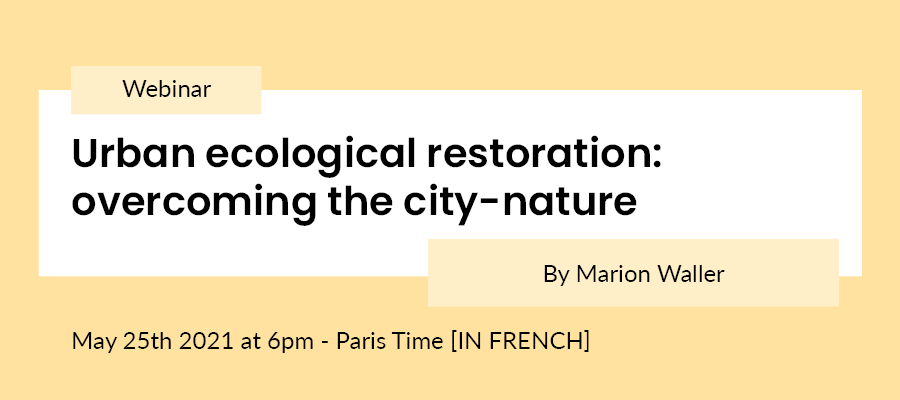 Webinar
Urban ecological restoration:
overcoming the city-nature
By Marion Waller
May 25th 2021 at 6pm - Paris Time [IN FRENCH]